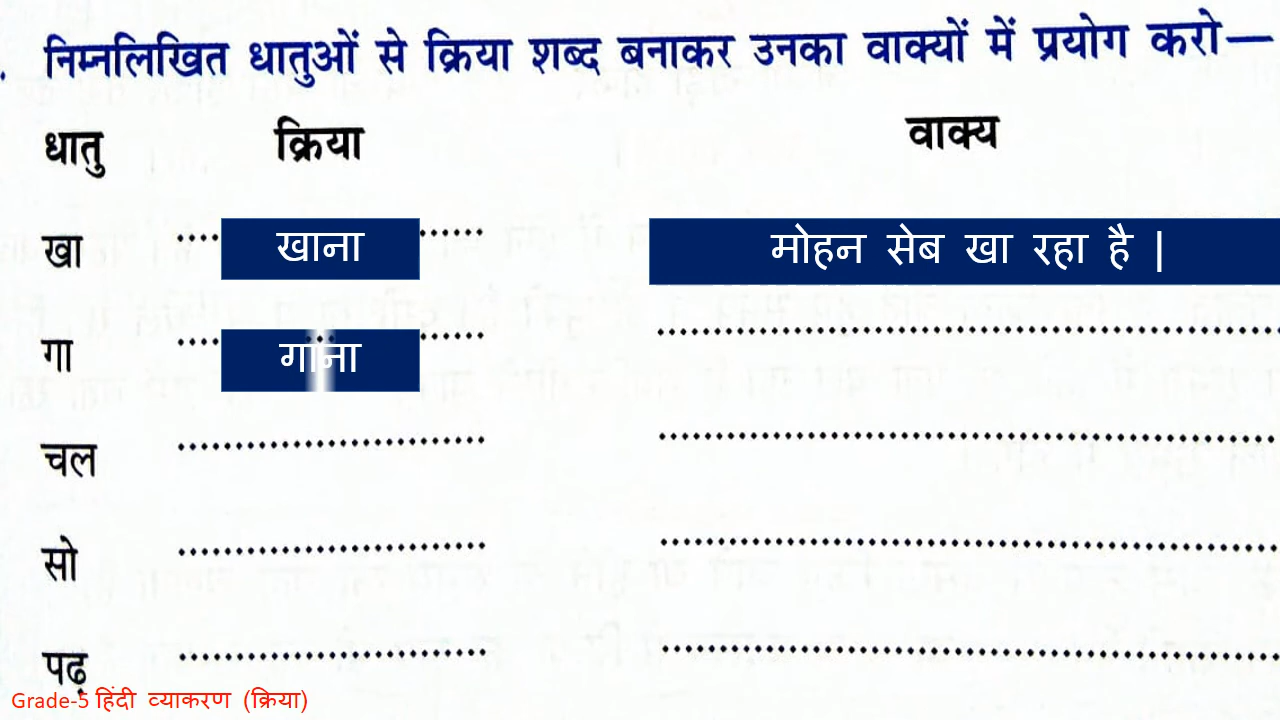 . निम्नलिखित धातुओं से क्रिया शब्द बनाकर उनका वाक्यों में प्रयोग करो—
धातु क्रिया वाक्य
खा ........ खाना ........ मोहन सेब खा रहा है |
गा ........ गाना ........ ................
चल ................ ................
सो ................ ................
पढ़ ................ ................
Grade-5 हिंदी व्याकरण (क्रिया)